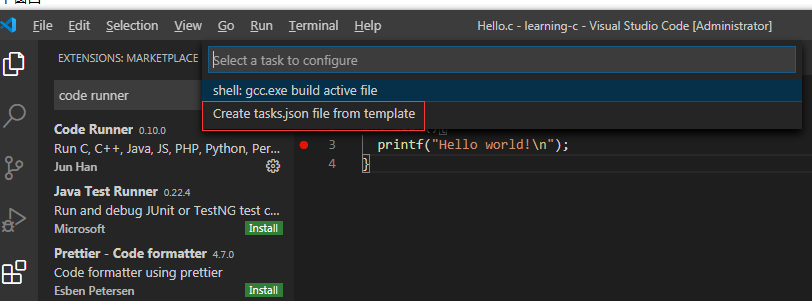 File Edit Selection View Go Debug Terminal Help Hello.c - learning-c - Visual Studio Code [Administrator]
EXTENSIONS: MARKETPLACE
Select a task to configure
code runner
shell: gcc.exe build active file
Create tasks.json file from template
Code Runner 0.10.0
Run C, C++, Java, JS, PHP, Python, Per...
Jun Han
3 printf("Hello world!\n");
4 }
Java Test Runner 0.22.4
Run and debug JUnit or TestNG test c...
Microsoft Install
Prettier - Code formatter 4.7.0
Code formatter using prettier
Esben Petersen Install